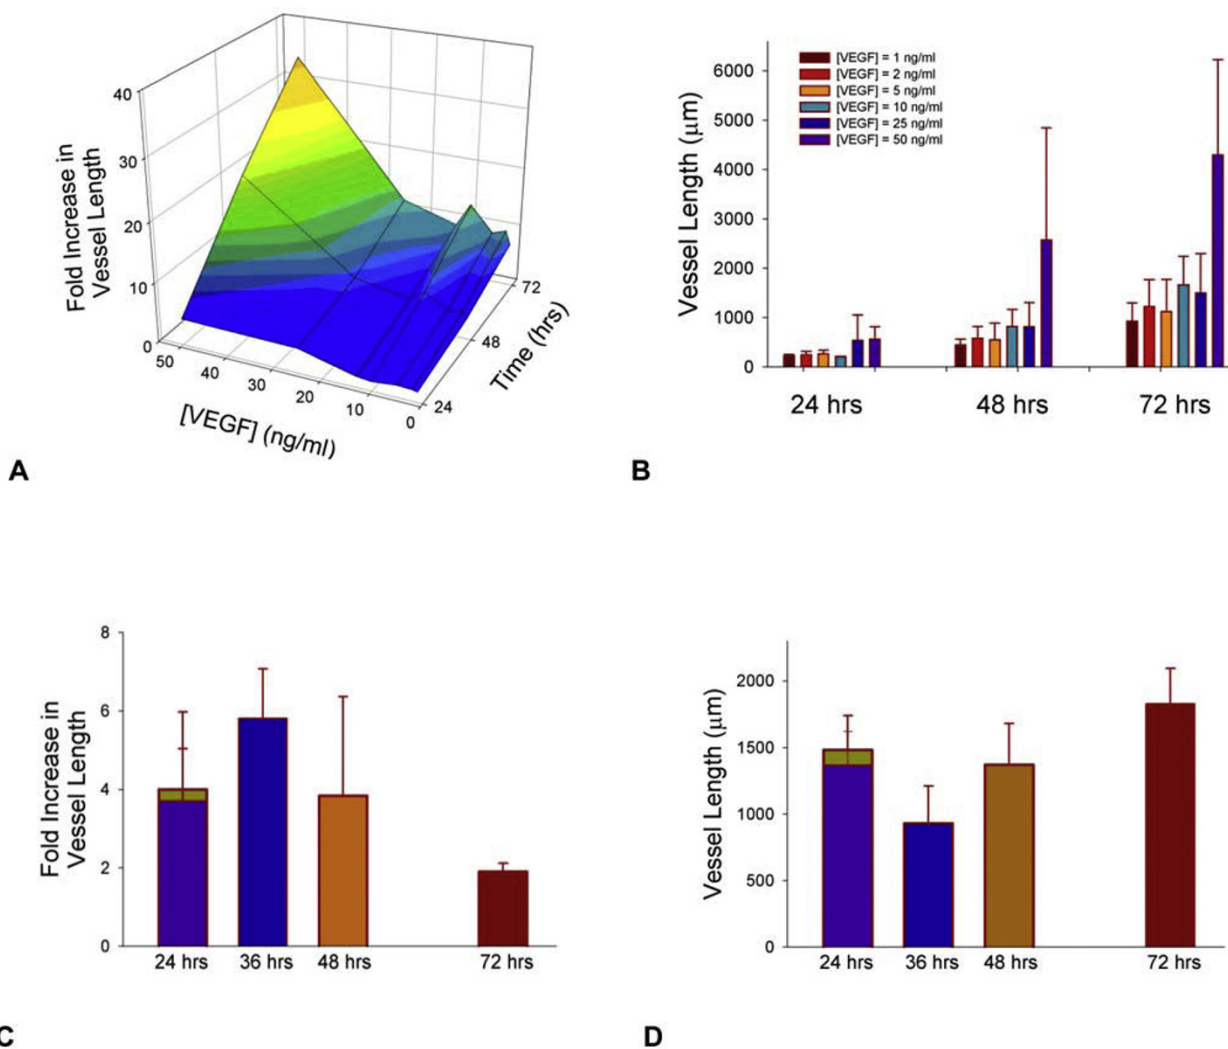 40
30
20
10
0
Fold Increase in
Vessel Length
50
40
30
20
10
0
[VEGF] (ng/ml)
24
48
72
Time (hrs)
A
6000
5000
4000
3000
2000
1000
0
Vessel Length (μm)
[VEGF] = 1 ng/ml
[VEGF] = 2 ng/ml
[VEGF] = 5 ng/ml
[VEGF] = 10 ng/ml
[VEGF] = 25 ng/ml
[VEGF] = 50 ng/ml
24 hrs
48 hrs
72 hrs
B
8
6
4
2
0
Fold Increase in
Vessel Length
24 hrs
36 hrs
48 hrs
72 hrs
C
2000
1500
1000
500
0
Vessel Length (μm)
24 hrs
36 hrs
48 hrs
72 hrs
D